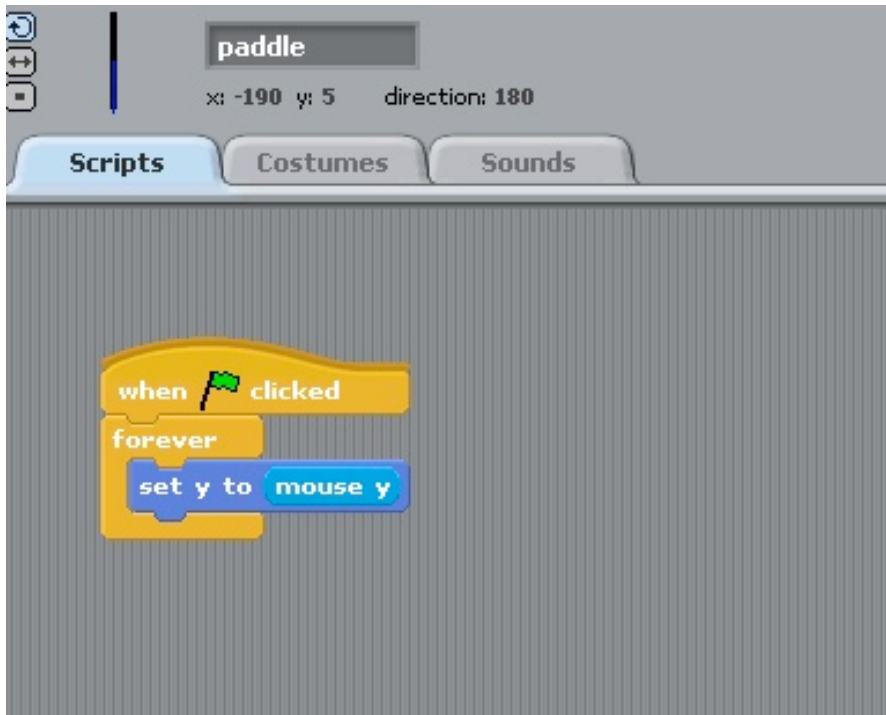 paddle
x: -190 y: 5 direction: 180
Scripts Costumes Sounds
when clicked
forever
set y to mouse y